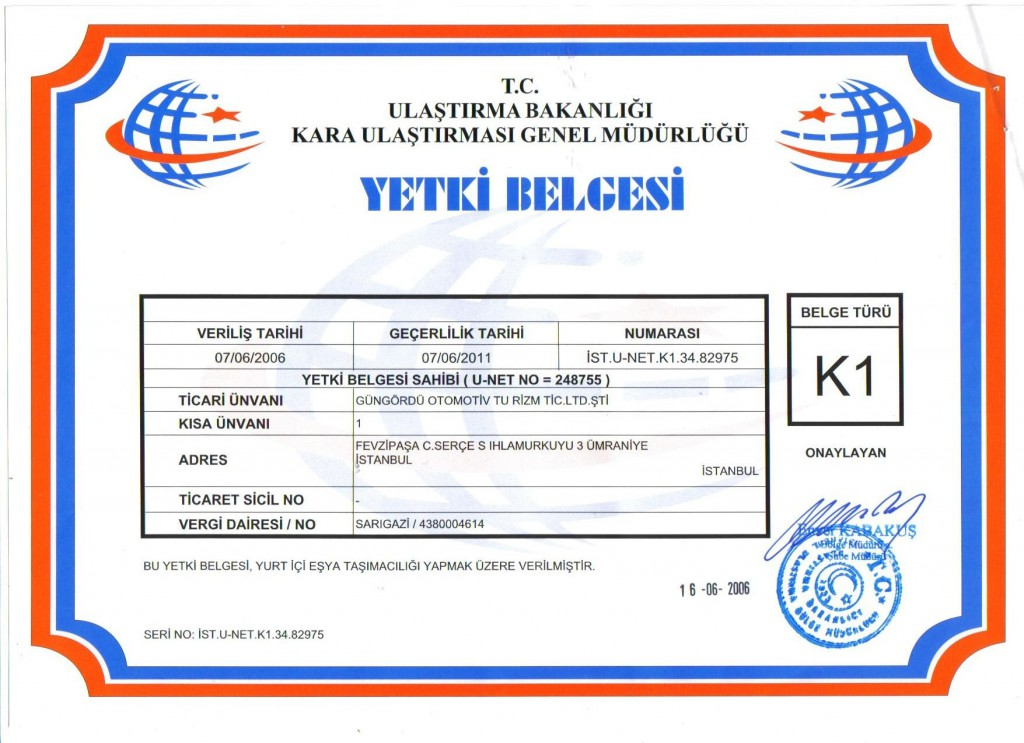 T.C.
ULAŞTIRMA BAKANLIĞI
KARA ULAŞTIRMASI GENEL MÜDÜRLÜĞÜ
YETKİ BELGESİ
BELGE TÜRÜ
K1
VERİLİŞ TARİHİ GEÇERLİLİK TARİHİ NUMARASI
07/06/2006 07/06/2011 İST.U-NET.K1.34.82975
YETKİ BELGESİ SAHİBİ ( U-NET NO = 248755 )
TİCARİ ÜNVANI GÜNGÖRDÜ OTOMOTİV TU RİZM TİC.LTD.ŞTİ
KISA ÜNVANI 1
ADRES FEVZİPAŞA C.SERÇE S IHLAMURKUYU 3 ÜMRANİYE
İSTANBUL
İSTANBUL
TİCARET SİCİL NO -
VERGİ DAİRESİ / NO SARIGAZİ / 4380004614
ONAYLAYAN
KABAKUŞ
Bölge Müdürü
Şube Müdürü
T.C.
BU YETKİ BELGESİ, YURT İÇİ EŞYA TAŞIMACILIĞI YAPMAK ÜZERE VERİLMİŞTİR.
16 -06- 2006
SERİ NO: İST.U-NET.K1.34.82975